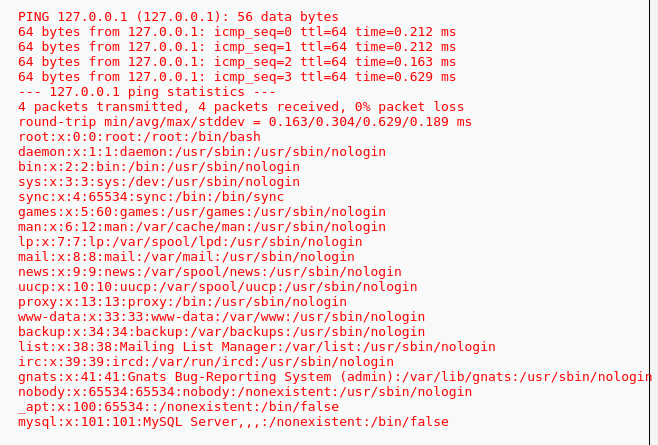 PING 127.0.0.1 (127.0.0.1): 56 data bytes
64 bytes from 127.0.0.1: icmp_seq=0 ttl=64 time=0.212 ms
64 bytes from 127.0.0.1: icmp_seq=1 ttl=64 time=0.212 ms
64 bytes from 127.0.0.1: icmp_seq=2 ttl=64 time=0.163 ms
64 bytes from 127.0.0.1: icmp_seq=3 ttl=64 time=0.629 ms
--- 127.0.0.1 ping statistics ---
4 packets transmitted, 4 packets received, 0% packet loss
round-trip min/avg/max/stddev = 0.163/0.304/0.629/0.189 ms
root:x:0:0:root:/root:/bin/bash
daemon:x:1:1:daemon:/usr/sbin:/usr/sbin/nologin
bin:x:2:2:bin:/bin:/usr/sbin/nologin
sys:x:3:3:sys:/dev:/usr/sbin/nologin
sync:x:4:65534:sync:/bin:/bin/sync
games:x:5:60:games:/usr/games:/usr/sbin/nologin
man:x:6:12:man:/var/cache/man:/usr/sbin/nologin
lp:x:7:7:lp:/var/spool/lpd:/usr/sbin/nologin
mail:x:8:8:mail:/var/mail:/usr/sbin/nologin
news:x:9:9:news:/var/spool/news:/usr/sbin/nologin
uucp:x:10:10:uucp:/var/spool/uucp:/usr/sbin/nologin
proxy:x:13:13:proxy:/bin:/usr/sbin/nologin
www-data:x:33:33:www-data:/var/www:/usr/sbin/nologin
backup:x:34:34:backup:/var/backups:/usr/sbin/nologin
list:x:38:38:Mailing List Manager:/var/list:/usr/sbin/nologin
irc:x:39:39:ircd:/var/run/ircd:/usr/sbin/nologin
gnats:x:41:41:Gnats Bug-Reporting System (admin):/var/lib/gnats:/usr/sbin/nologin
nobody:x:65534:65534:nobody:/nonexistent:/usr/sbin/nologin
_apt:x:100:65534::/nonexistent:/bin/false
mysql:x:101:101:MySQL Server,,,:/nonexistent:/bin/false